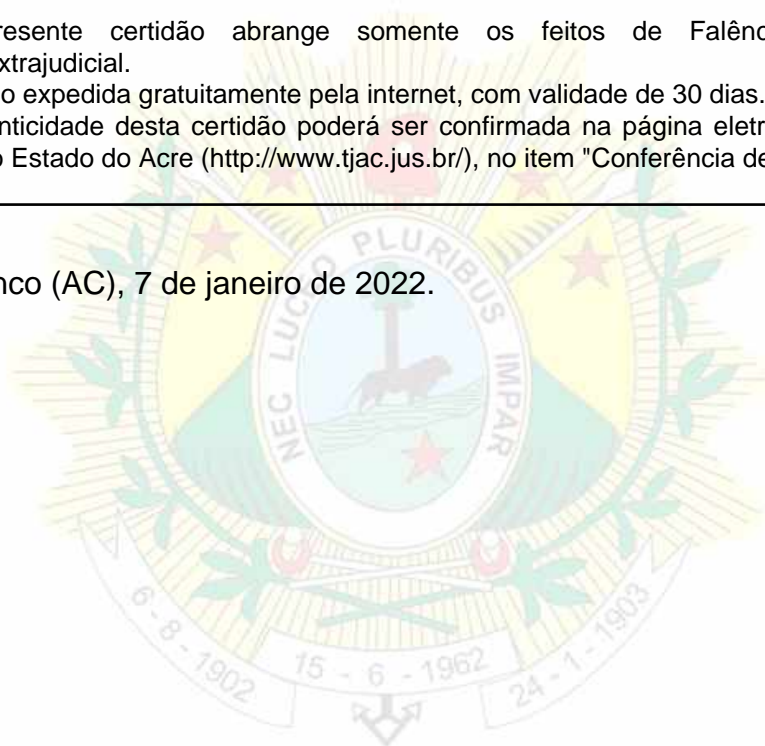 resente certidão abrange somente os feitos de Falênc
xtrajudicial.
o expedida gratuitamente pela internet, com validade de 30 dias.
nticidade desta certidão poderá ser confirmada na página eletr
o Estado do Acre (http://www.tjac.jus.br/), no item "Conferência de
nco (AC), 7 de janeiro de 2022.
NEC LUCEO PLURIBUS IMPAR
6 - 8 - 1902
15 - 6 - 1962
24 - 1 - 1903